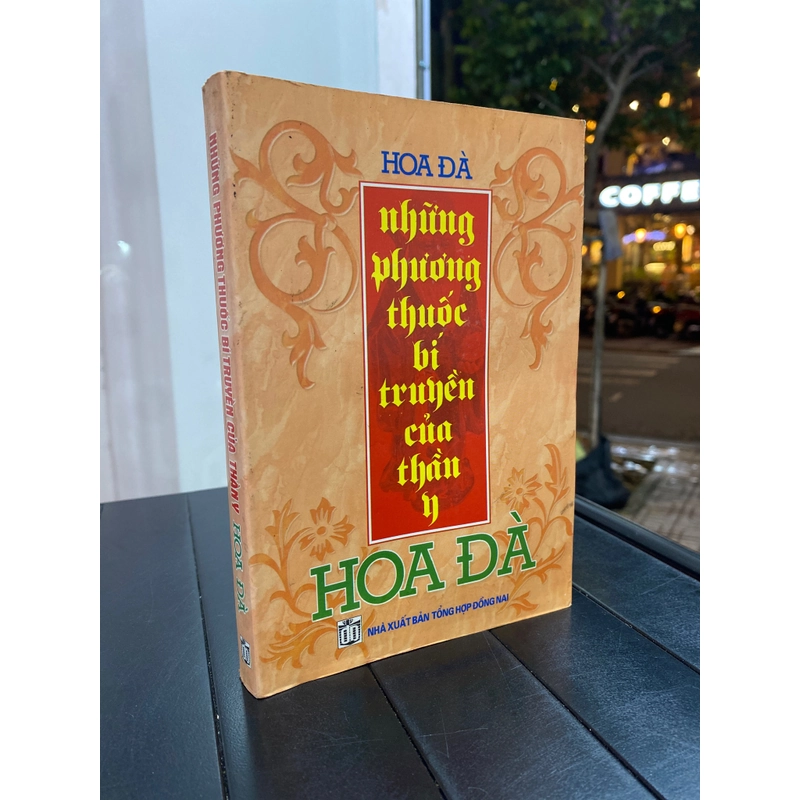 HOA ĐÀ
những
phương
thuốc
bí
truyền
của
thần
y
HOA ĐÀ
NHÀ XUẤT BẢN TỔNG HỢP ĐỒNG NAI
NHỮNG PHƯƠNG THUỐC BÍ TRUYỀN CỦA THẦN Y HOA ĐÀ
COFFE